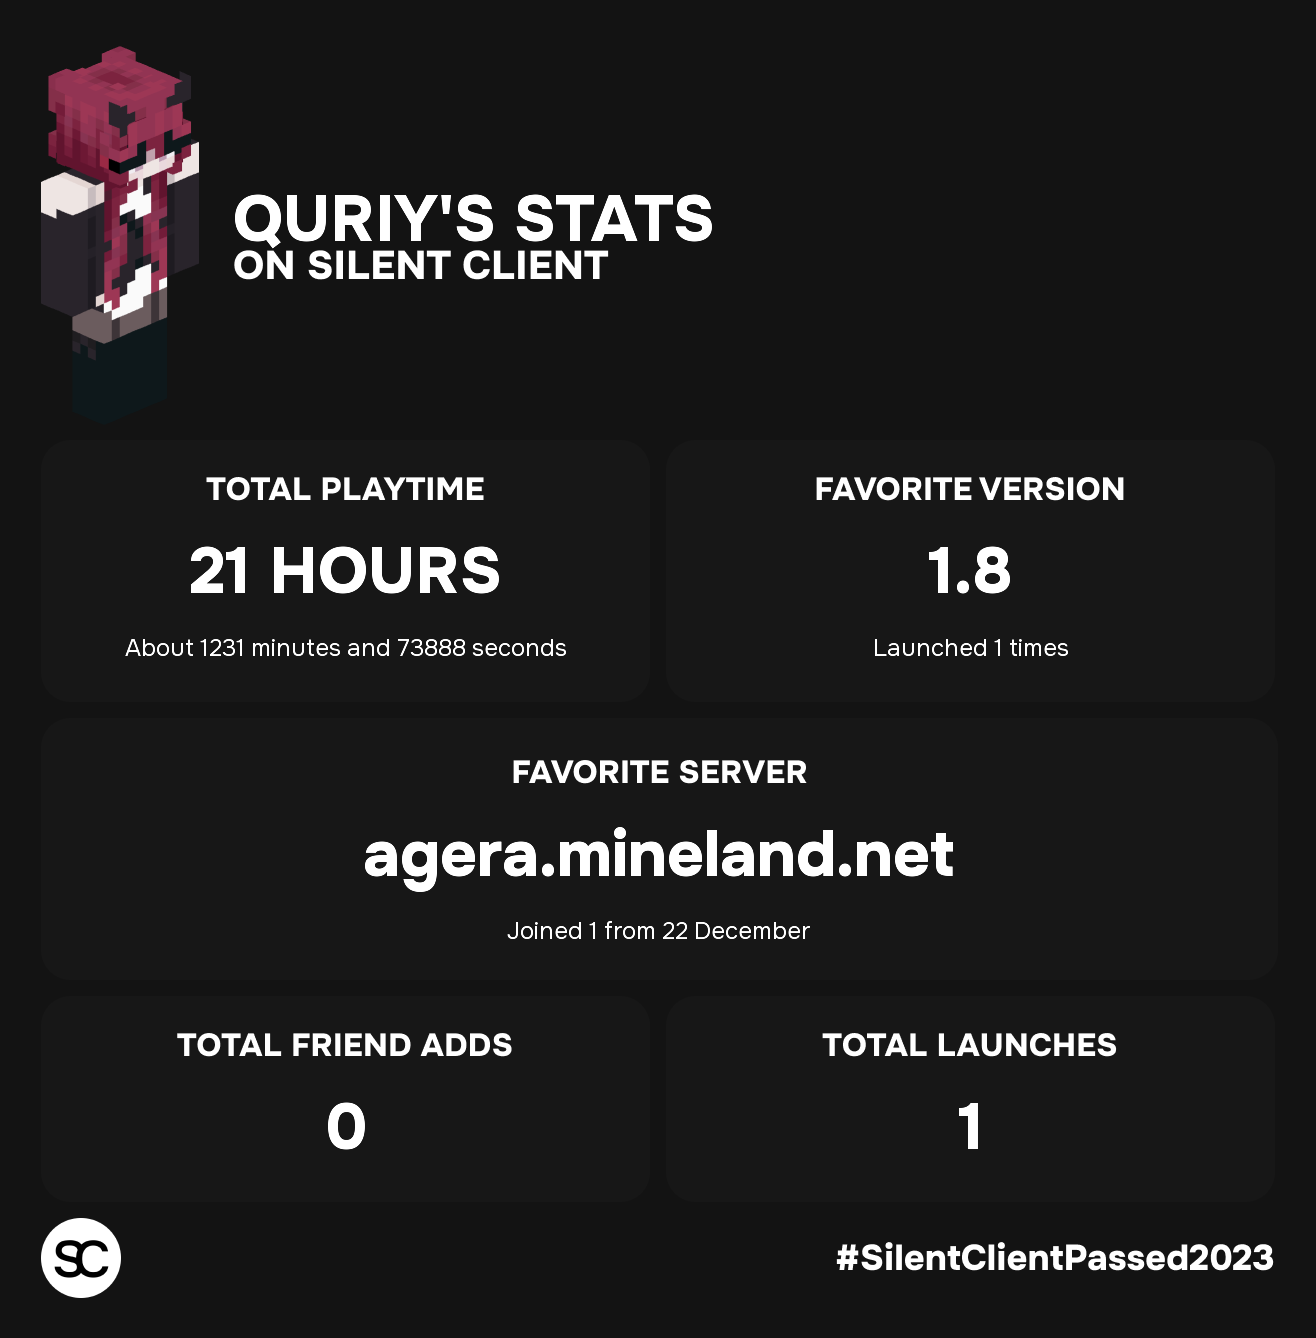 QURIY'S STATS
ON SILENT CLIENT
TOTAL PLAYTIME
21 HOURS
About 1231 minutes and 73888 seconds
FAVORITE VERSION
1.8
Launched 1 times
FAVORITE SERVER
agera.mineland.net
Joined 1 from 22 December
TOTAL FRIEND ADDS
0
TOTAL LAUNCHES
1
SC
#SilentClientPassed2023